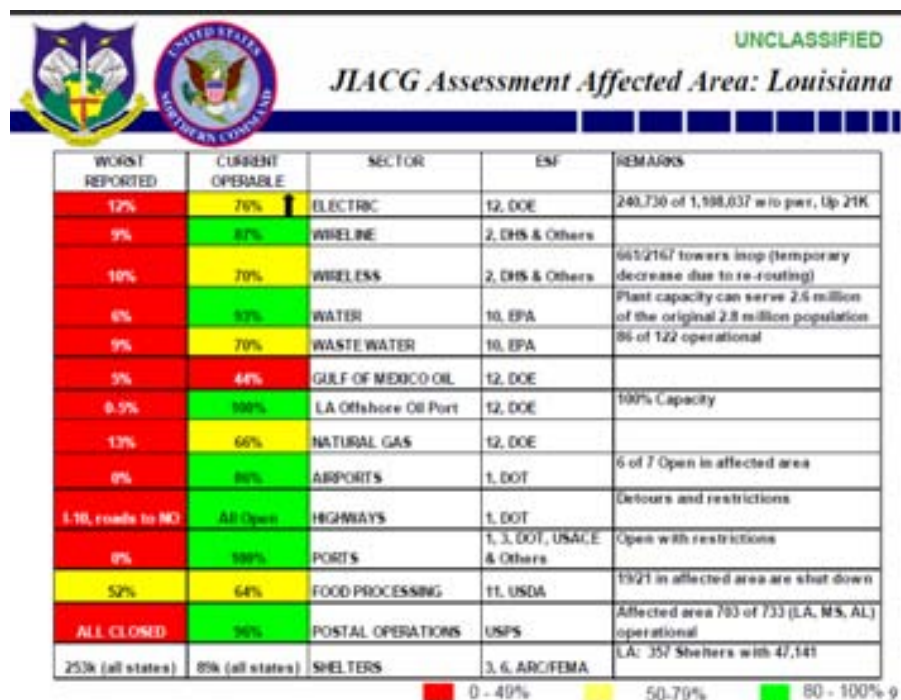 UNITED STATES
NORTHERN COMMAND
UNCLASSIFIED
JIACG Assessment Affected Area: Louisiana
WORST REPORTED CURRENT OPERABLE SECTOR ESF REMARKS
12% 76% ELECTRIC 12, DOE 240,730 of 1,108,037 w/o pwr, Up 21K
9% 87% WIRELINE 2, DHS & Others
10% 70% WIRELESS 2, DHS & Others 661/2167 towers inop (temporary
decrease due to re-routing)
6% 93% WATER 10, EPA Plant capacity can serve 2.6 million
of the original 2.8 million population
9% 70% WASTE WATER 10, EPA 86 of 122 operational
5% 44% GULF OF MEXICO OIL 12, DOE
0-5% 100% LA Offshore Oil Port 12, DOE 100% Capacity
13% 66% NATURAL GAS 12, DOE
0% 86% AIRPORTS 1, DOT 6 of 7 Open in affected area
I-10, roads to NO All Open HIGHWAYS 1, DOT Detours and restrictions
0% 100% PORTS 1, 3, DOT, USACE
& Others Open with restrictions
52% 64% FOOD PROCESSING 11, USDA 19/21 in affected area are shut down
ALL CLOSED 96% POSTAL OPERATIONS USPS Affected area 703 of 733 (LA, MS, AL)
operational
253k (all states) 89k (all states) SHELTERS 3, 6, ARC/FEMA LA: 357 Shelters with 47,141
0 - 49% 50-79% 80 - 100% 9